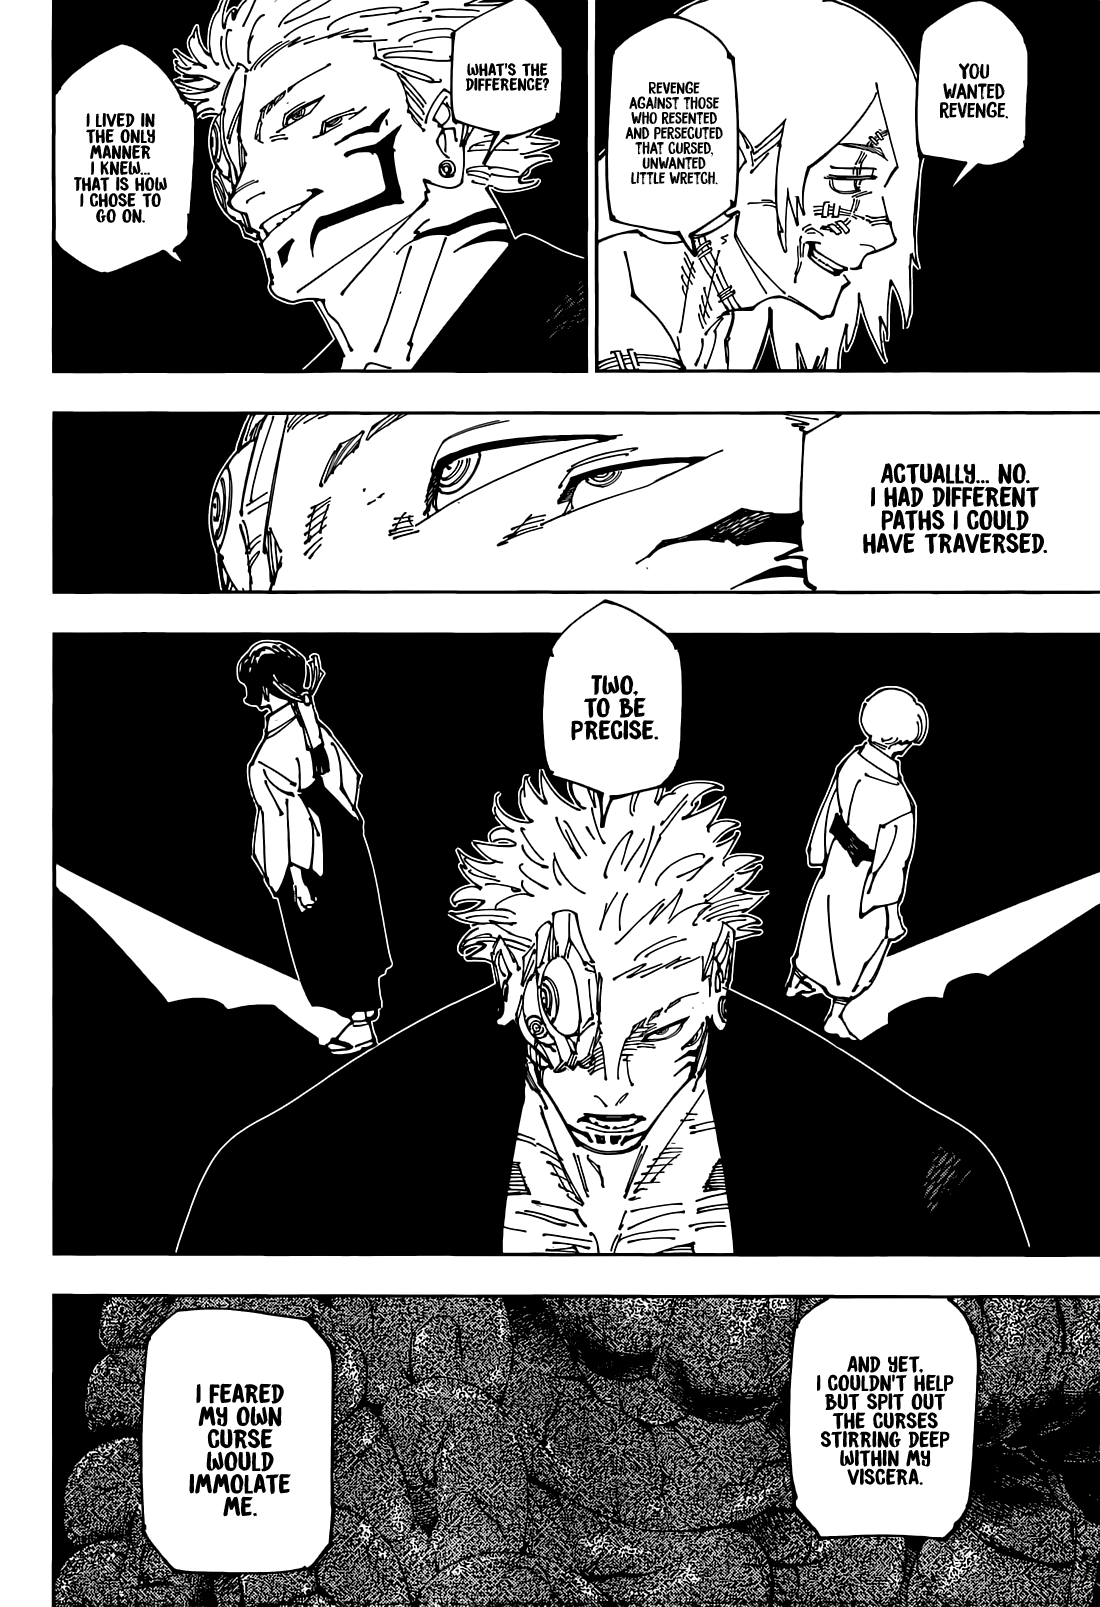 YOU
WANTED
REVENGE.
REVENGE
AGAINST THOSE
WHO RESENTED
AND PERSECUTED
THAT CURSED,
UNWANTED
LITTLE WRETCH.
WHAT'S THE
DIFFERENCE?
I LIVED IN
THE ONLY
MANNER
I KNEW...
THAT IS HOW
I CHOSE TO
GO ON.
ACTUALLY... NO.
I HAD DIFFERENT
PATHS I COULD
HAVE TRAVERSED.
TWO,
TO BE
PRECISE.
AND YET,
I COULDN'T HELP
BUT SPIT OUT
THE CURSES
STIRRING DEEP
WITHIN MY
VISCERA.
I FEARED
MY OWN
CURSE
WOULD
IMMOLATE
ME.